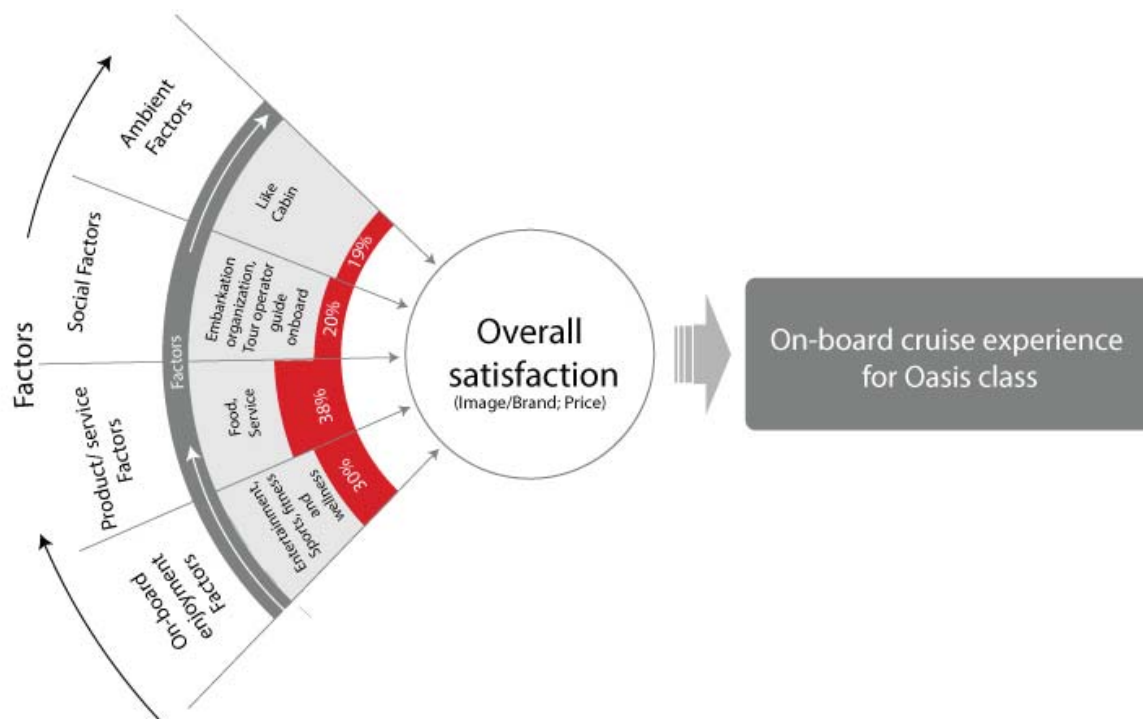 Factors
Ambient
Factors
Social Factors
Product/ service
Factors
On-board
enjoyment
Factors
Factors
Like
Cabin
Embarkation
organization,
Tour operator
guide
onboard
Food,
Service
Entertainment,
Sports, fitness
and
wellness
19%
20%
38%
30%
Overall
satisfaction
(Image/Brand; Price)
On-board cruise experience
for Oasis class